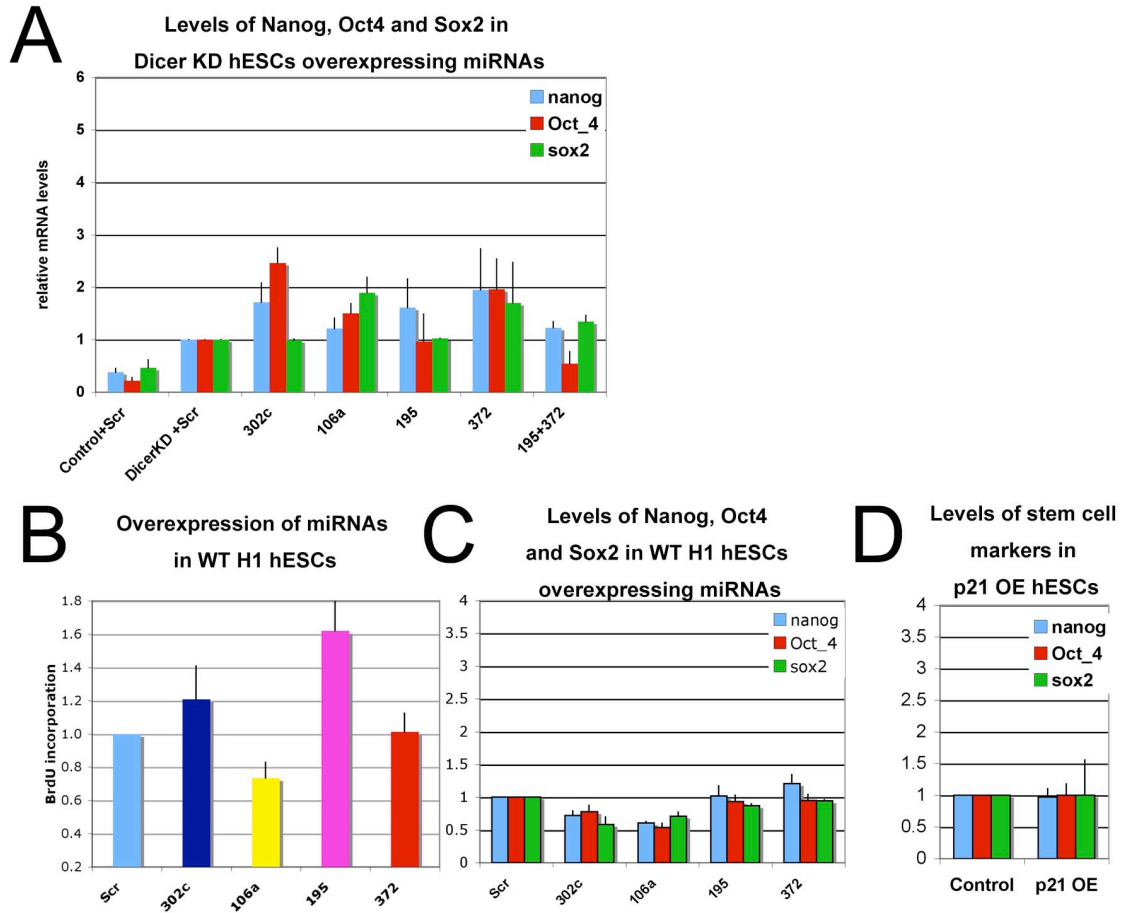 A
Levels of Nanog, Oct4 and Sox2 in
Dicer KD hESCs overexpressing miRNAs
relative mRNA levels
6
5
4
3
2
1
0
nanog
Oct_4
sox2
Control+Scr
DicerKD +Scr
302c
106a
195
372
195+372
B
Overexpression of miRNAs
in WT H1 hESCs
BrdU incorporation
1.8
1.6
1.4
1.2
1.0
0.8
0.6
0.4
0.2
Scr
302c
106a
195
372
C
Levels of Nanog, Oct4
and Sox2 in WT H1 hESCs
overexpressing miRNAs
4
3.5
3
2.5
2
1.5
1
0.5
0
nanog
Oct_4
sox2
Scr
302c
106a
195
372
D
Levels of stem cell
markers in
p21 OE hESCs
4
3.5
3
2.5
2
1.5
1
0.5
0
nanog
Oct_4
sox2
Control
p21 OE